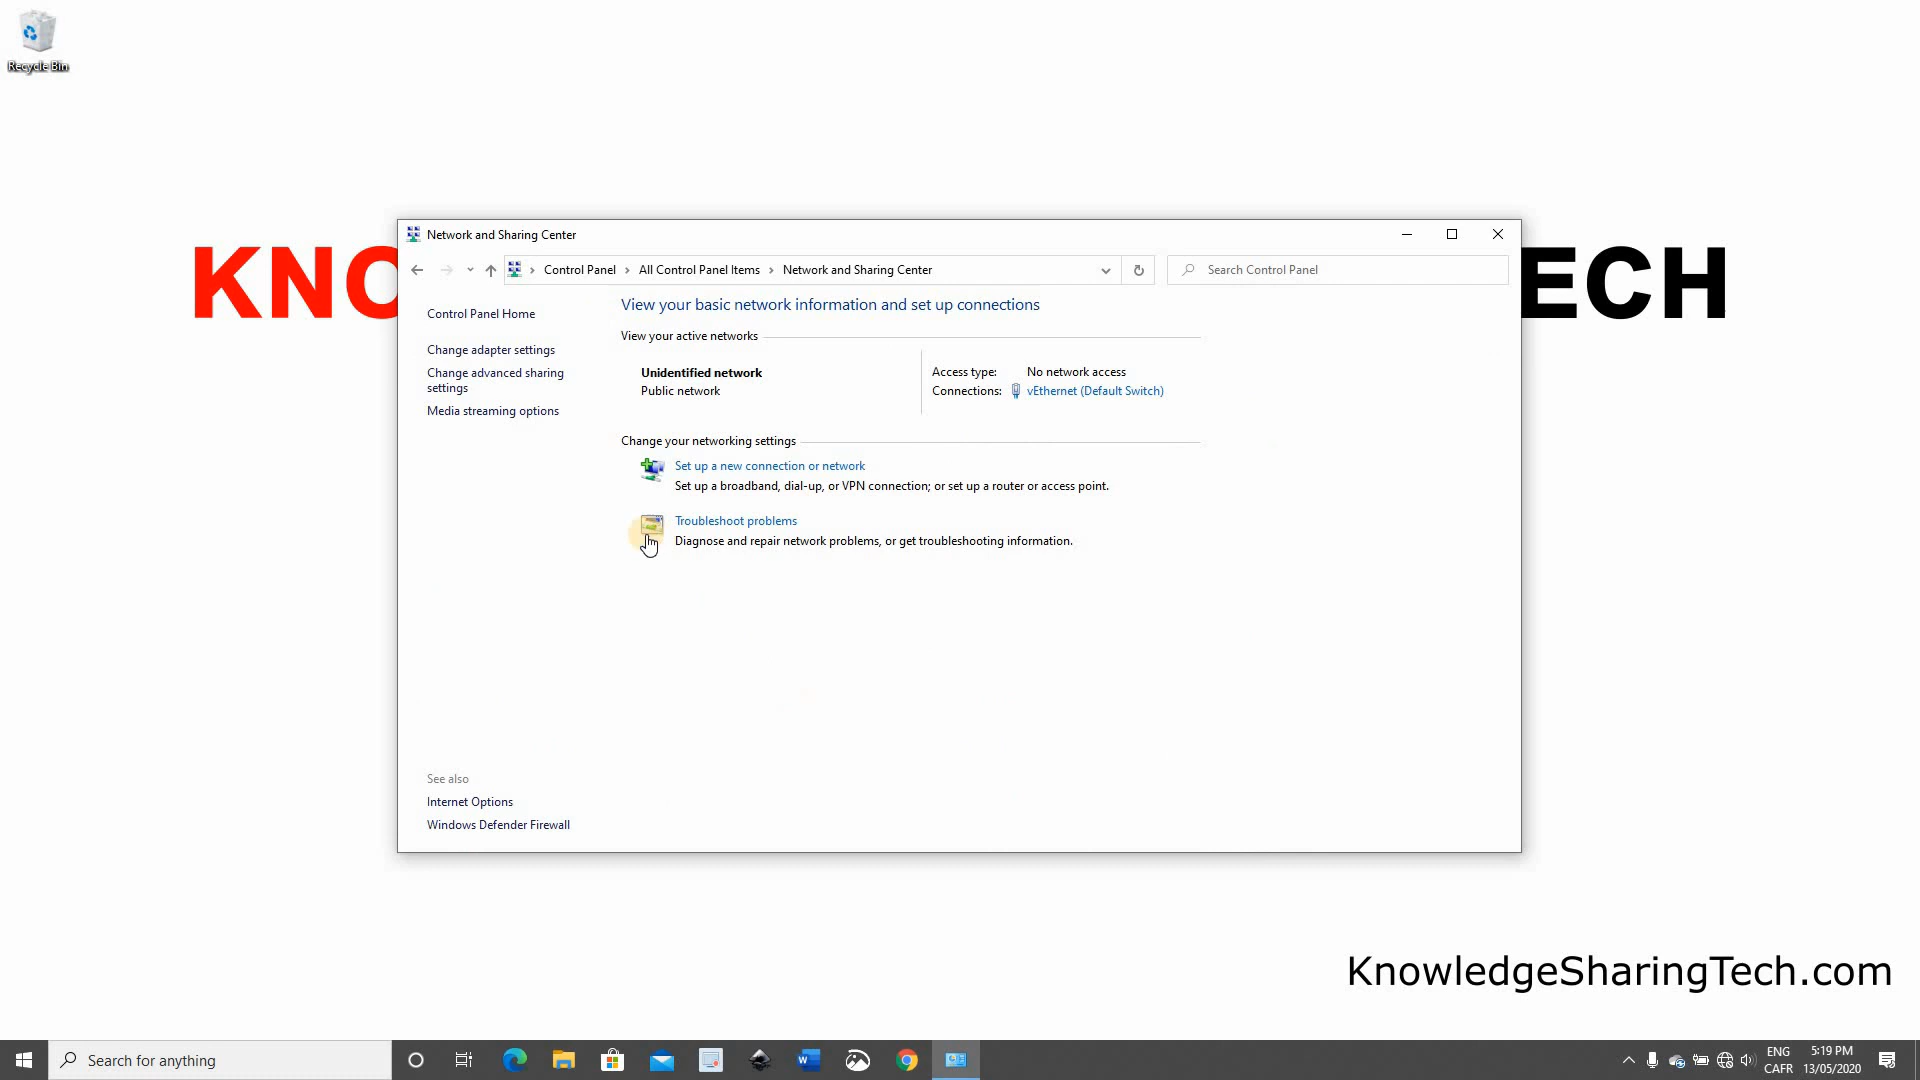 Recycle Bin
KNO
ECH
Network and Sharing Center
Control Panel
All Control Panel Items
Network and Sharing Center
Search Control Panel
Control Panel Home
Change adapter settings
Change advanced sharing
settings
Media streaming options
View your basic network information and set up connections
View your active networks
Unidentified network
Public network
Access type: No network access
Connections: vEthernet (Default Switch)
Change your networking settings
Set up a new connection or network
Set up a broadband, dial-up, or VPN connection; or set up a router or access point.
Troubleshoot problems
Diagnose and repair network problems, or get troubleshooting information.
See also
Internet Options
Windows Defender Firewall
KnowledgeSharingTech.com
Search for anything
W
ENG
CAFR
5:19 PM
13/05/2020